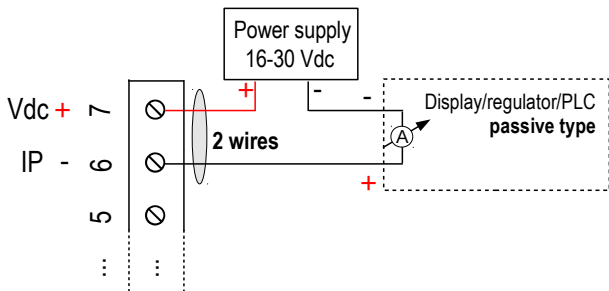 Power supply
16-30 Vdc
+ -
Vdc + 7
2 wires
IP - 6
5
... ...
-
Display/regulator/PLC
passive type
A
+